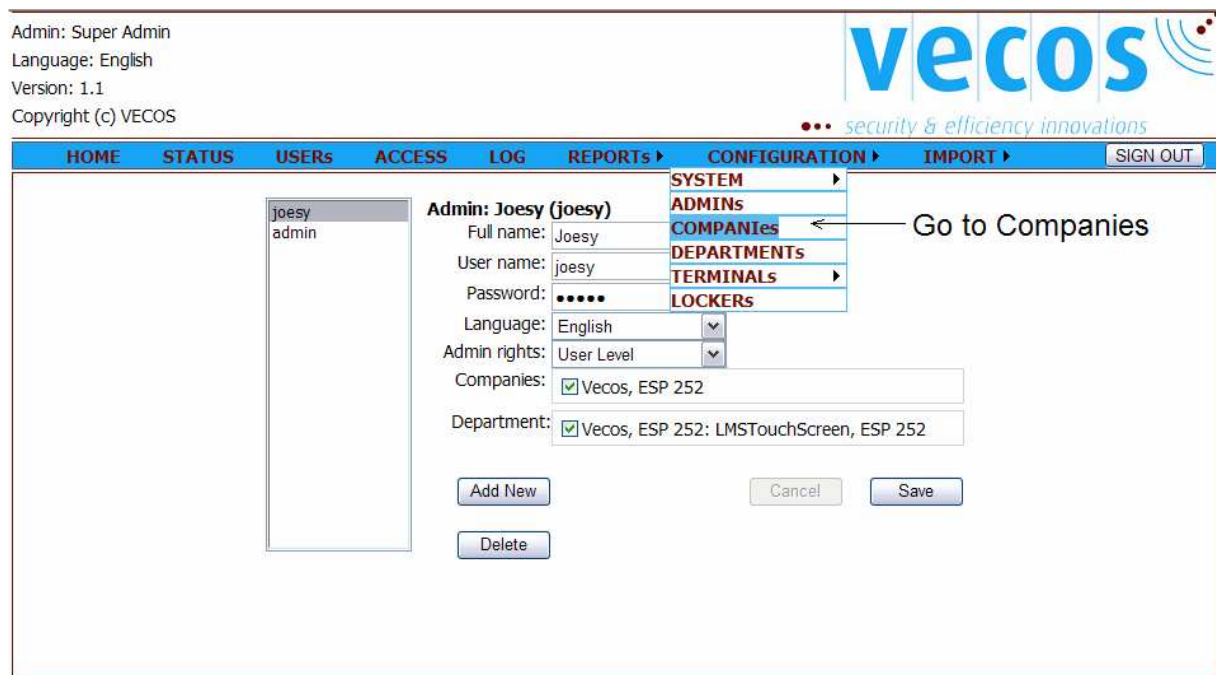 Admin: Super Admin
Language: English
Version: 1.1
Copyright (c) VECOS
vecos
security & efficiency innovations
HOME STATUS USERs ACCESS LOG REPORTs CONFIGURATION IMPORT SIGN OUT
SYSTEM
ADMINs
COMPANIes
DEPARTMENTs
TERMINALs
LOCKERs
Go to Companies
joesy
admin
Admin: Joesy (joesy)
Full name: Joesy
User name: joesy
Password: •••••
Language: English
Admin rights: User Level
Companies: Vecos, ESP 252
Department: Vecos, ESP 252: LMSTouchScreen, ESP 252
Add New Cancel Save
Delete